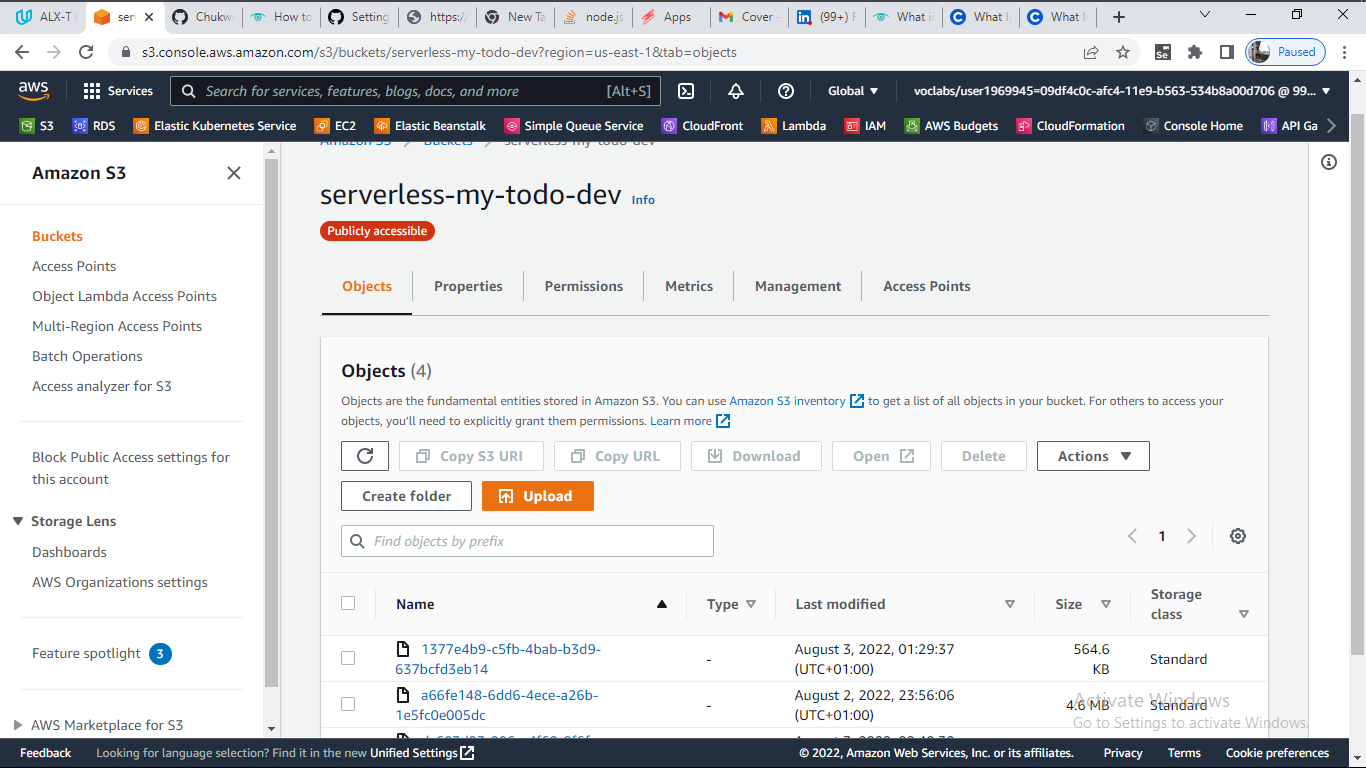 ALX-T
ser
Chukw
How to
Setting
https:/
New Ta
node.js
Apps
Cover -
(99+) F
What is
What I
What Is
s3.console.aws.amazon.com/s3/buckets/serverless-my-todo-dev?region=us-east-1&tab=objects
Paused
aws
Services
Search for services, features, blogs, docs, and more
[Alt+S]
Global
voclabs/user1969945=09df4c0c-afc4-11e9-b563-534b8a00d706 @ 99...
S3
RDS
Elastic Kubernetes Service
EC2
Elastic Beanstalk
Simple Queue Service
CloudFront
Lambda
IAM
AWS Budgets
CloudFormation
Console Home
API Ga
Amazon S3
Buckets
Access Points
Object Lambda Access Points
Multi-Region Access Points
Batch Operations
Access analyzer for S3
Block Public Access settings for
this account
Storage Lens
Dashboards
AWS Organizations settings
Feature spotlight 3
AWS Marketplace for S3
Amazon S3 Buckets serverless-my-todo-dev
serverless-my-todo-dev Info
Publicly accessible
Objects
Properties
Permissions
Metrics
Management
Access Points
Objects (4)
Objects are the fundamental entities stored in Amazon S3. You can use Amazon S3 inventory to get a list of all objects in your bucket. For others to access your
objects, you'll need to explicitly grant them permissions. Learn more
Copy S3 URI
Copy URL
Download
Open
Delete
Actions
Create folder
Upload
Find objects by prefix
1
Name
Type
Last modified
Size
Storage
class
1377e4b9-c5fb-4bab-b3d9-
637bcfd3eb14
-
August 3, 2022, 01:29:37
(UTC+01:00)
564.6
KB
Standard
a66fe148-6dd6-4ece-a26b-
1e5fc0e005dc
-
August 2, 2022, 23:56:06
(UTC+01:00)
4.6 MB
Standard
Activate Windows
Go to Settings to activate Windows.
Feedback
Looking for language selection? Find it in the new Unified Settings
© 2022, Amazon Web Services, Inc. or its affiliates.
Privacy
Terms
Cookie preferences